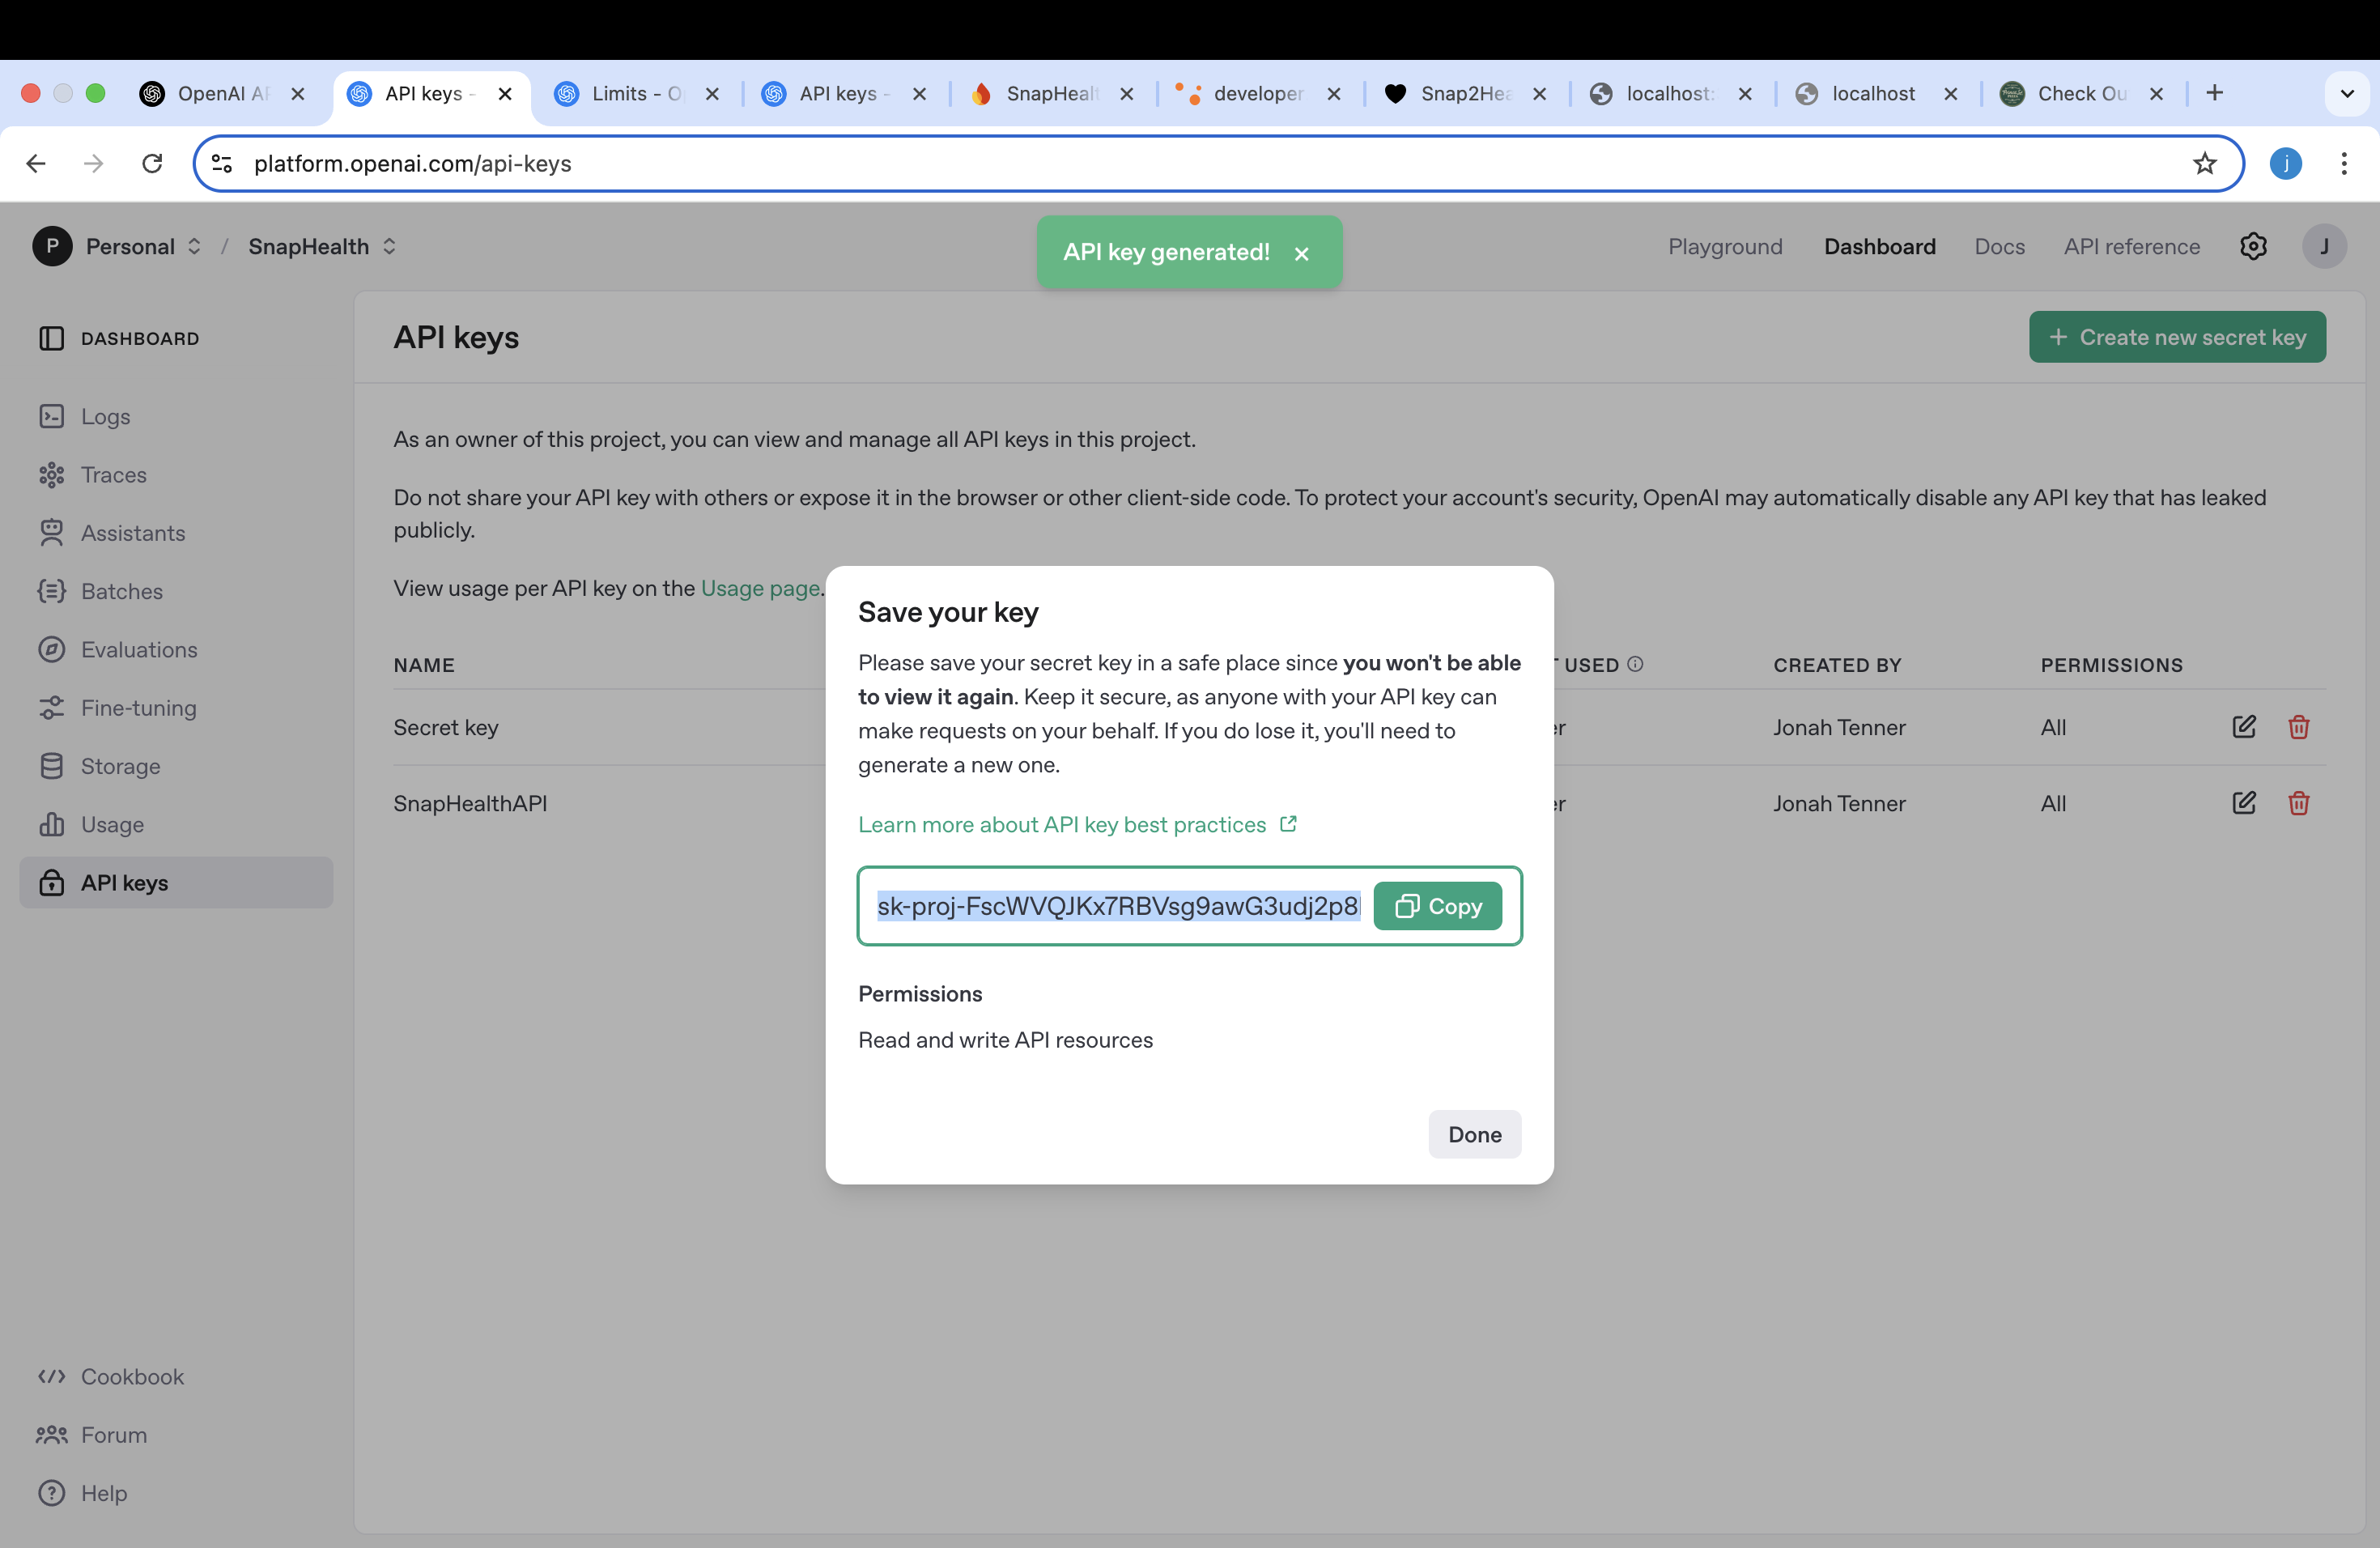 OpenAI AP
API keys -
Limits - O
API keys -
SnapHealt
developer
Snap2Hea
localhost:
localhost
Check Ou
platform.openai.com/api-keys
j
P Personal / SnapHealth
API key generated!
Playground
Dashboard
Docs
API reference
J
DASHBOARD
Logs
Traces
Assistants
Batches
Evaluations
Fine-tuning
Storage
Usage
API keys
Cookbook
Forum
Help
API keys
+ Create new secret key
As an owner of this project, you can view and manage all API keys in this project.
Do not share your API key with others or expose it in the browser or other client-side code. To protect your account's security, OpenAI may automatically disable any API key that has leaked
publicly.
View usage per API key on the Usage page.
NAME
USED
CREATED BY
PERMISSIONS
Secret key
Jonah Tenner
All
SnapHealthAPI
Jonah Tenner
All
Save your key
Please save your secret key in a safe place since you won't be able
to view it again. Keep it secure, as anyone with your API key can
make requests on your behalf. If you do lose it, you'll need to
generate a new one.
Learn more about API key best practices
sk-proj-FscWVQJKx7RBVsg9awG3udj2p8
Copy
Permissions
Read and write API resources
Done